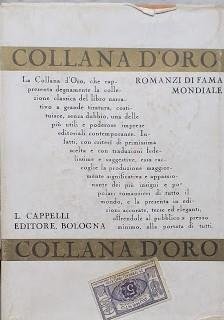 COLLANA D'ORO
La Collana d'Oro, che rap-
presenta degnamente la colle-
zione classica del libro narra-
tivo a grande tiratura, costi-
tuisce, senza dubbio, una delle
più utili e poderose imprese
editoriali contemporanee. In-
fatti, con criteri di primissima
scelta e con traduzioni fede-
lissime e suggestive, essa rac-
coglie la produzione maggior-
mente significativa e appassio-
nante dei più insigni e po-
polari romanzieri di tutto il
mondo, e la presenta in edi-
zioni accurate, terse ed eleganti,
offrendole al pubblico a prezzo
minimo, alla portata di tutti.
ROMANZI DI FAMA
MONDIALE
L. CAPPELLI
EDITORE, BOLOGNA
COLLANA D'ORO
5